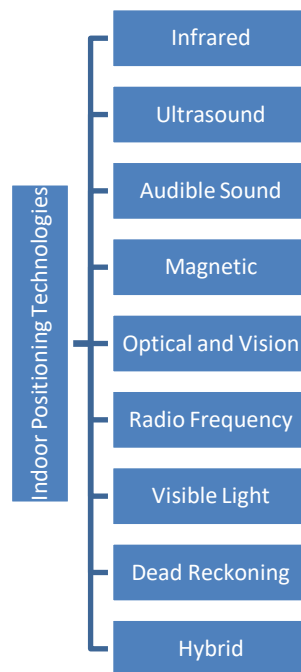 Indoor Positioning Technologies
Infrared
Ultrasound
Audible Sound
Magnetic
Optical and Vision
Radio Frequency
Visible Light
Dead Reckoning
Hybrid